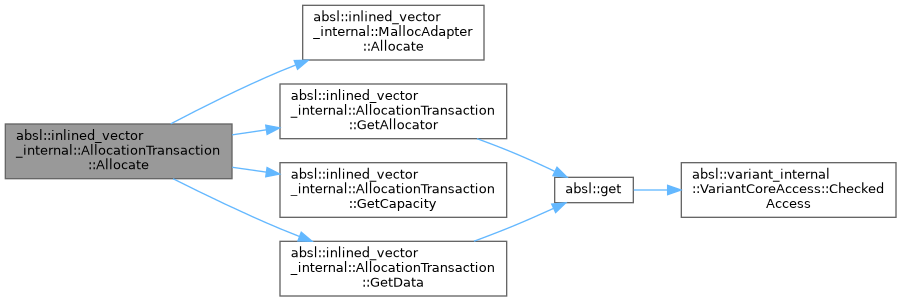 absl::inlined_vector
_internal::AllocationTransaction
::Allocate
absl::inlined_vector
_internal::MallocAdapter
::Allocate
absl::inlined_vector
_internal::AllocationTransaction
::GetAllocator
absl::inlined_vector
_internal::AllocationTransaction
::GetCapacity
absl::inlined_vector
_internal::AllocationTransaction
::GetData
absl::get
absl::variant_internal
::VariantCoreAccess::Checked
Access